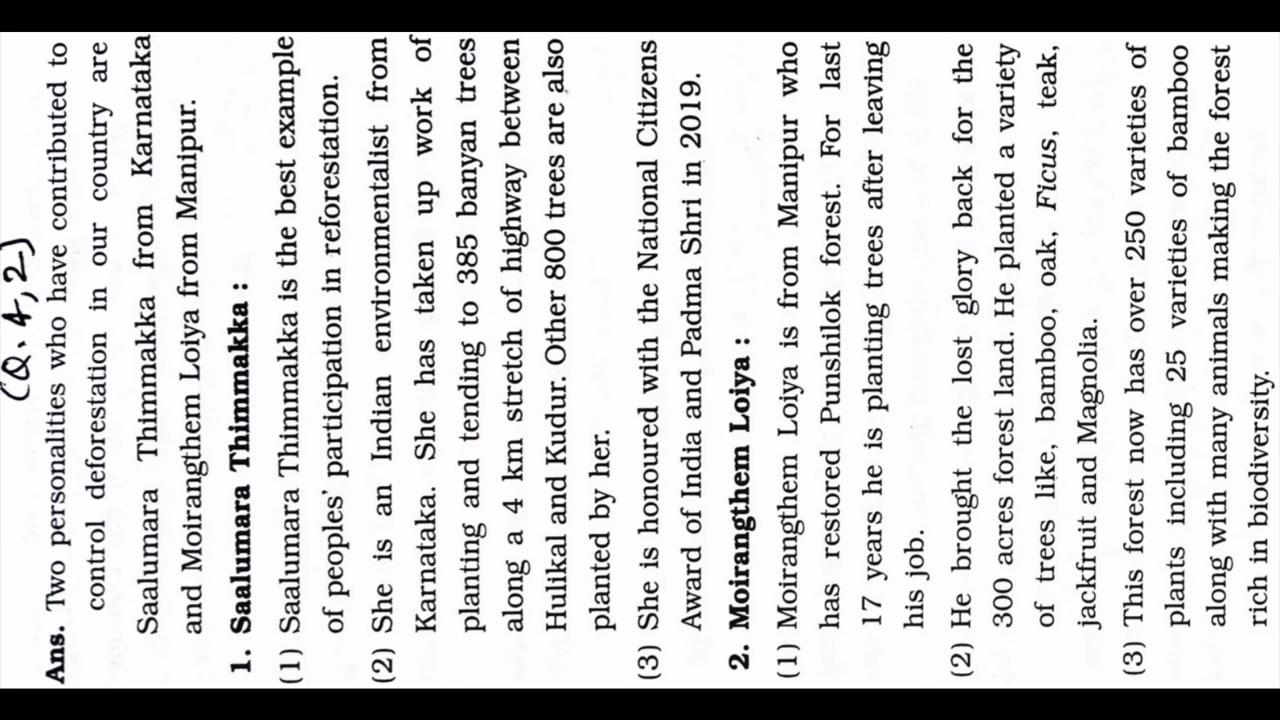 (Q. 4, 2)
Ans. Two personalities who have contributed to
control deforestation in our country are
Saalumara Thimmakka from Karnataka
and Moirangthem Loiya from Manipur.
1. Saalumara Thimmakka :
(1) Saalumara Thimmakka is the best example
of peoples' participation in reforestation.
(2) She is an Indian environmentalist from
Karnataka. She has taken up work of
planting and tending to 385 banyan trees
along a 4 km stretch of highway between
Hulikal and Kudur. Other 800 trees are also
planted by her.
(3) She is honoured with the National Citizens
Award of India and Padma Shri in 2019.
2. Moirangthem Loiya :
(1) Moirangthem Loiya is from Manipur who
has restored Punshilok forest. For last
17 years he is planting trees after leaving
his job.
(2) He brought the lost glory back for the
300 acres forest land. He planted a variety
of trees like, bamboo, oak, Ficus, teak,
jackfruit and Magnolia.
(3) This forest now has over 250 varieties of
plants including 25 varieties of bamboo
along with many animals making the forest
rich in biodiversity.